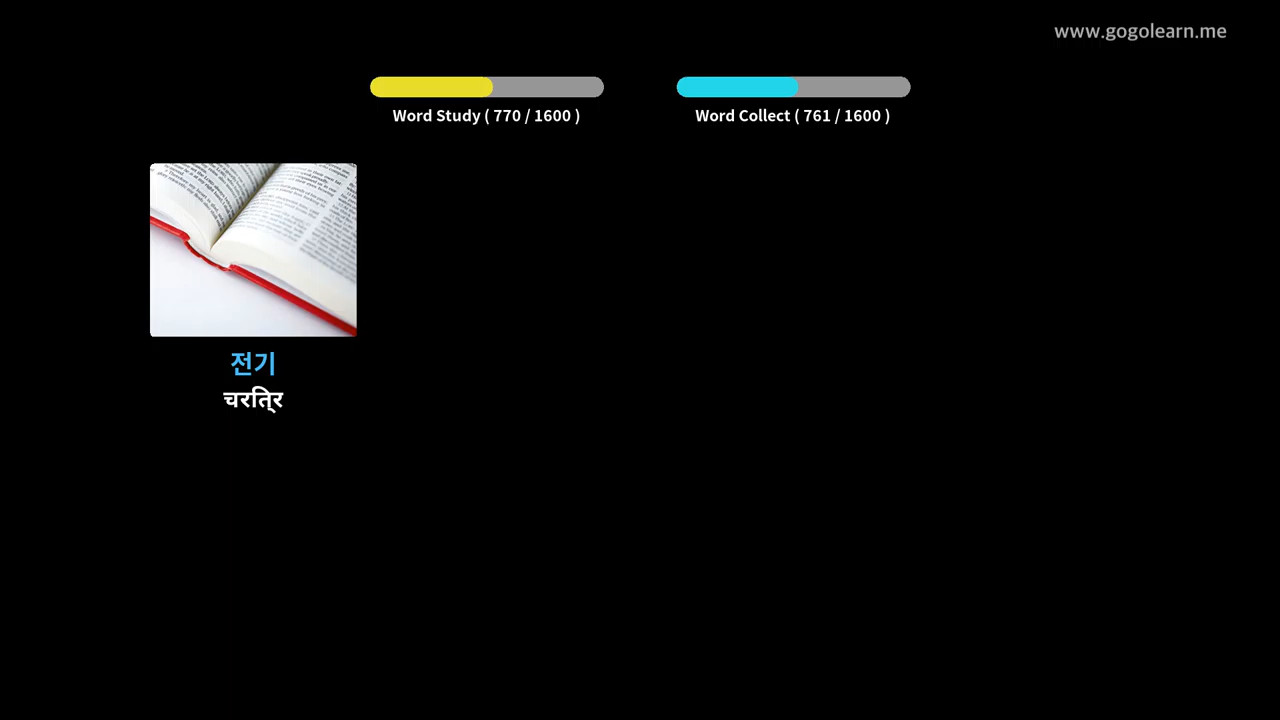 www.gogolearn.me
Word Study ( 770 / 1600 )
Word Collect ( 761 / 1600 )
전기
चरित्र